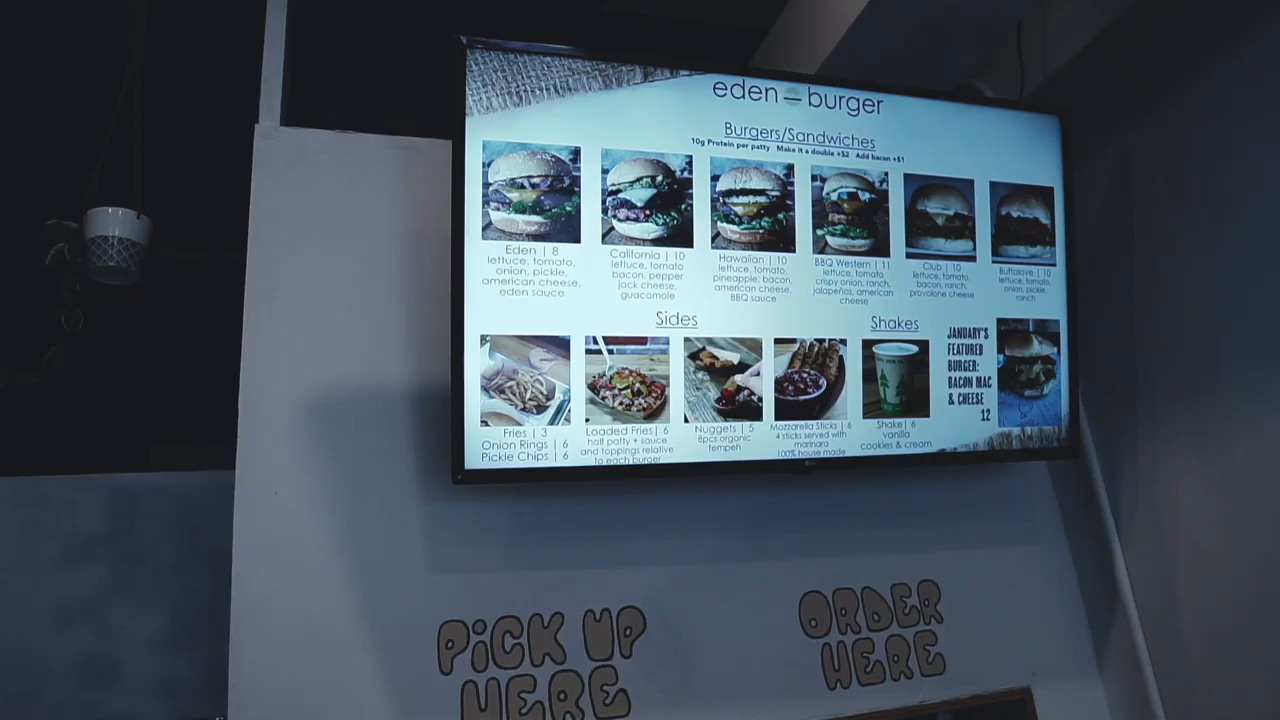 eden burger
Burgers/Sandwiches
10g Protein per patty Make it a double +$2 Add bacon +$1
Eden | 8
lettuce, tomato,
onion, pickle,
american cheese,
eden sauce
California | 10
lettuce, tomato
bacon, pepper
jack cheese,
guacamole
Hawaiian | 10
lettuce, tomato,
pineapple, bacon,
american cheese,
BBQ sauce
BBQ Western | 11
lettuce, tomato
crispy onion, ranch,
jalapeños, american
cheese
Club | 10
lettuce, tomato,
bacon, ranch,
provolone cheese
Buffalove | 10
lettuce, tomato,
onion, pickle,
ranch
Sides
Fries | 3
Onion Rings | 6
Pickle Chips | 6
Loaded Fries| 6
half patty + sauce
and toppings relative
to each burger
Nuggets | 5
8pcs organic
tempeh
Mozzarella Sticks | 6
4 sticks served with
marinara
100% house made
Shakes
Shake| 6
vanilla
cookies & cream
JANUARY'S
FEATURED
BURGER:
BACON MAC
& CHEESE
12
LG
PiCK UP
HERE
ORDER
HERE